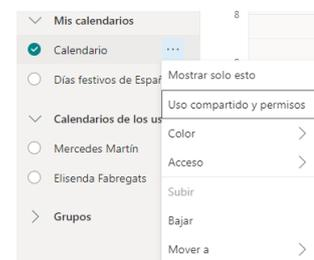 Mis calendarios
8
Calendario
...
Días festivos de Españ
Mostrar solo esto
Uso compartido y permisos
Calendarios de los us
Color
Mercedes Martín
Acceso
Elisenda Fabregats
Subir
Grupos
Bajar
Mover a